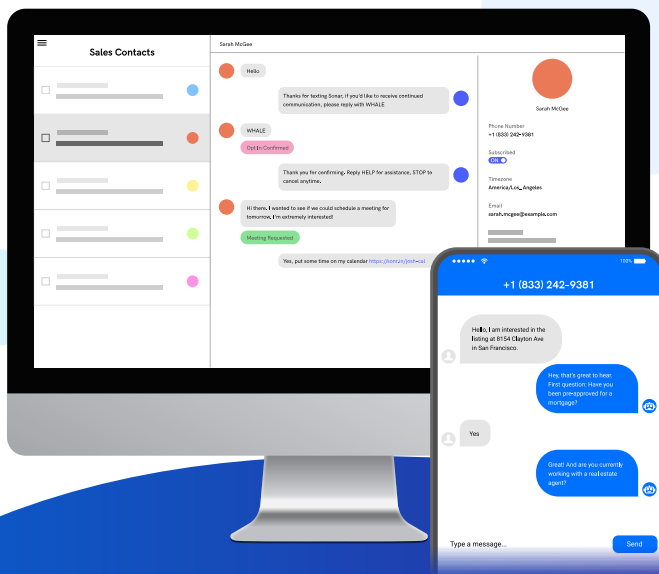 Sales Contacts
Sarah McGee
Hello
Thanks for texting Sonar, if you'd like to receive continued
communication, please reply with WHALE
WHALE
Opt In Confirmed
Thank you for confirming. Reply HELP for assistance, STOP to
cancel anytime.
Hi there, I wanted to see if we could schedule a meeting for
tomorrow, I'm extremely interested!
Meeting Requested
Yes, put some time on my calendar https://sonr.in/josh-cal
Sarah McGee
Phone Number
+1 (833) 242-9381
Subscribed
ON
Timezone
America/Los_Angeles
Email
sarah.mcgee@example.com
100%
+1 (833) 242-9381
Hello, I am interested in the
listing at 8154 Clayton Ave
in San Francisco.
Hey, that's great to hear.
First question: Have you
been pre-approved for a
mortgage?
Yes
Great! And are you currently
working with a real estate
agent?
Type a message...
Send